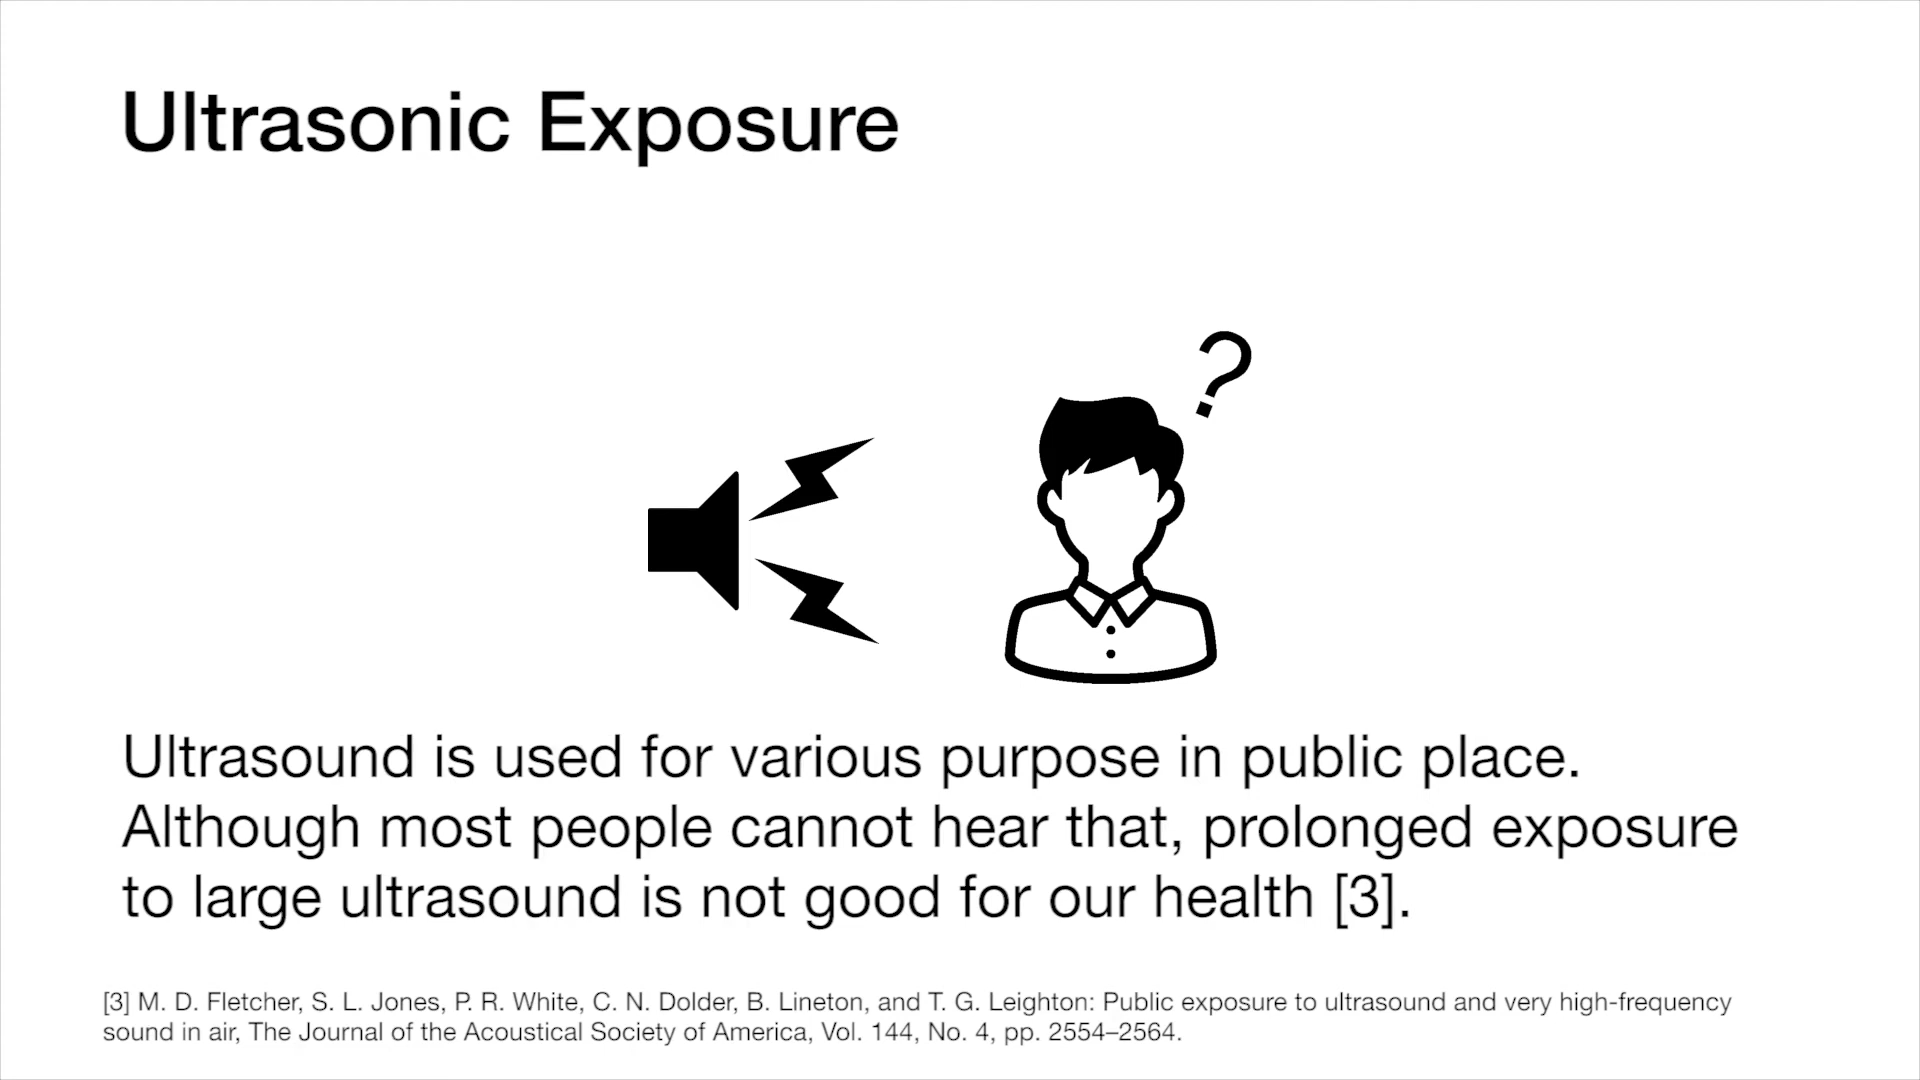 Ultrasonic Exposure
?
Ultrasound is used for various purpose in public place.
Although most people cannot hear that, prolonged exposure
to large ultrasound is not good for our health [3].
[3] M. D. Fletcher, S. L. Jones, P. R. White, C. N. Dolder, B. Lineton, and T. G. Leighton: Public exposure to ultrasound and very high-frequency
sound in air, The Journal of the Acoustical Society of America, Vol. 144, No. 4, pp. 2554–2564.